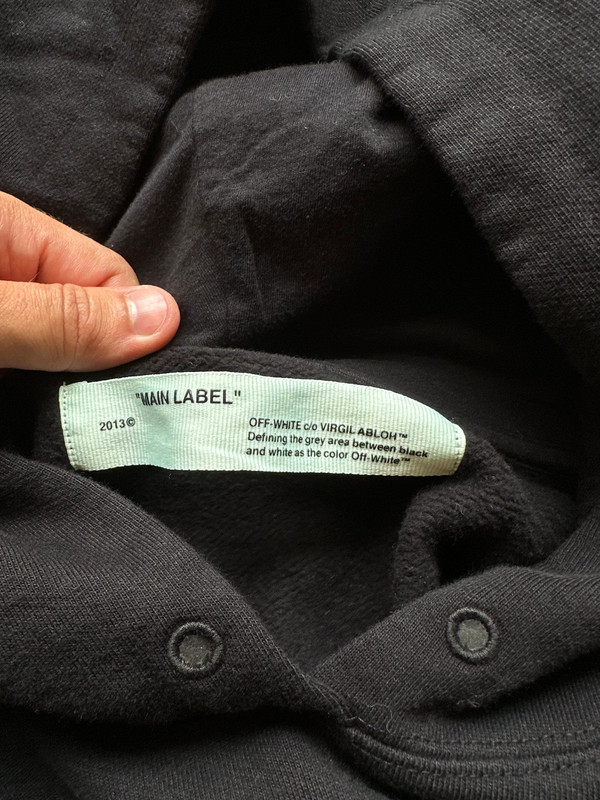 "MAIN LABEL"
2013©
OFF-WHITE c/o VIRGIL ABLOH™
Defining the grey area between black
and white as the color Off-White™